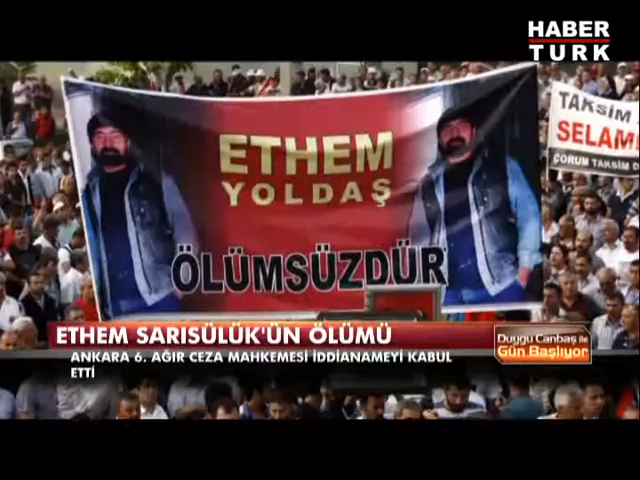 HABER
TURK
TAKSİM
SELAM
ÇORUM TAKSİM D
ETHEM
YOLDAŞ
ÖLÜMSÜZDÜR
ETHEM SARISÜLÜK'ÜN ÖLÜMÜ
ANKARA 6. AĞIR CEZA MAHKEMESİ İDDİANAMEYİ KABUL
ETTİ
Duygu Canbaş ile
Gün Başlıyor